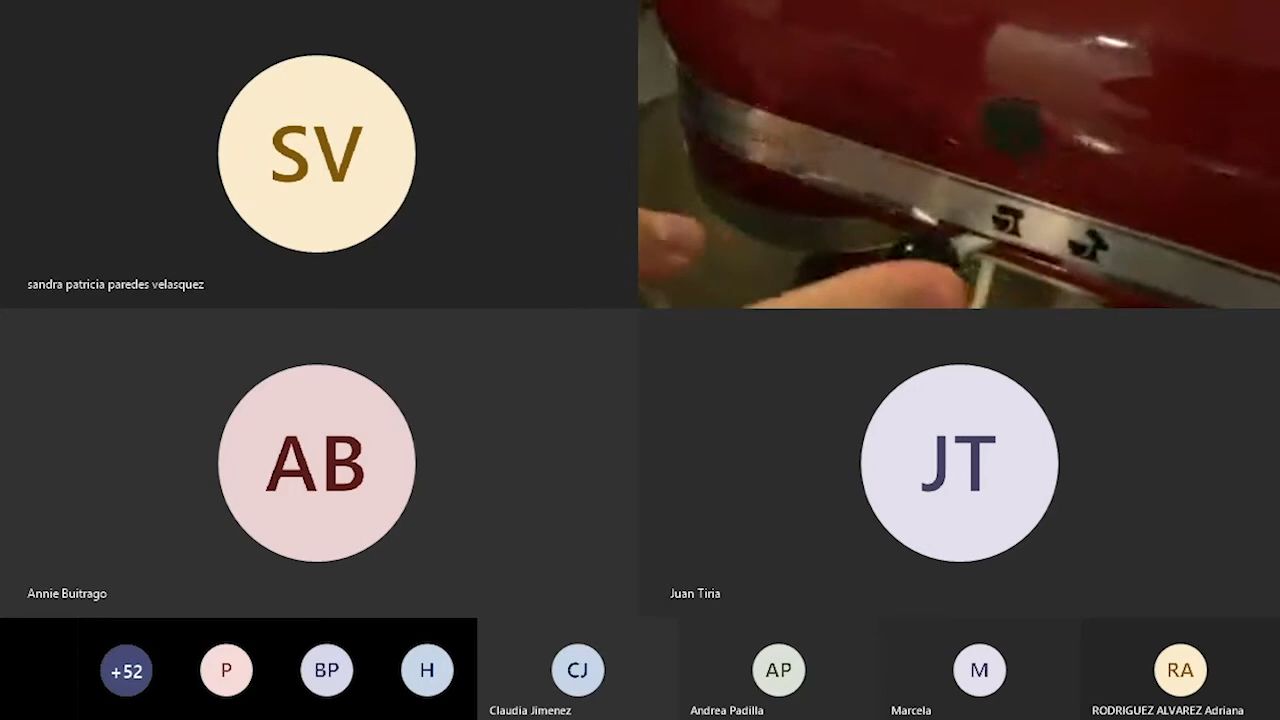 SV
sandra patricia paredes velasquez
AB
Annie Buitrago
JT
Juan Tiria
+52
P
BP
H
CJ
Claudia Jimenez
AP
Andrea Padilla
M
Marcela
RA
RODRIGUEZ ALVAREZ Adriana